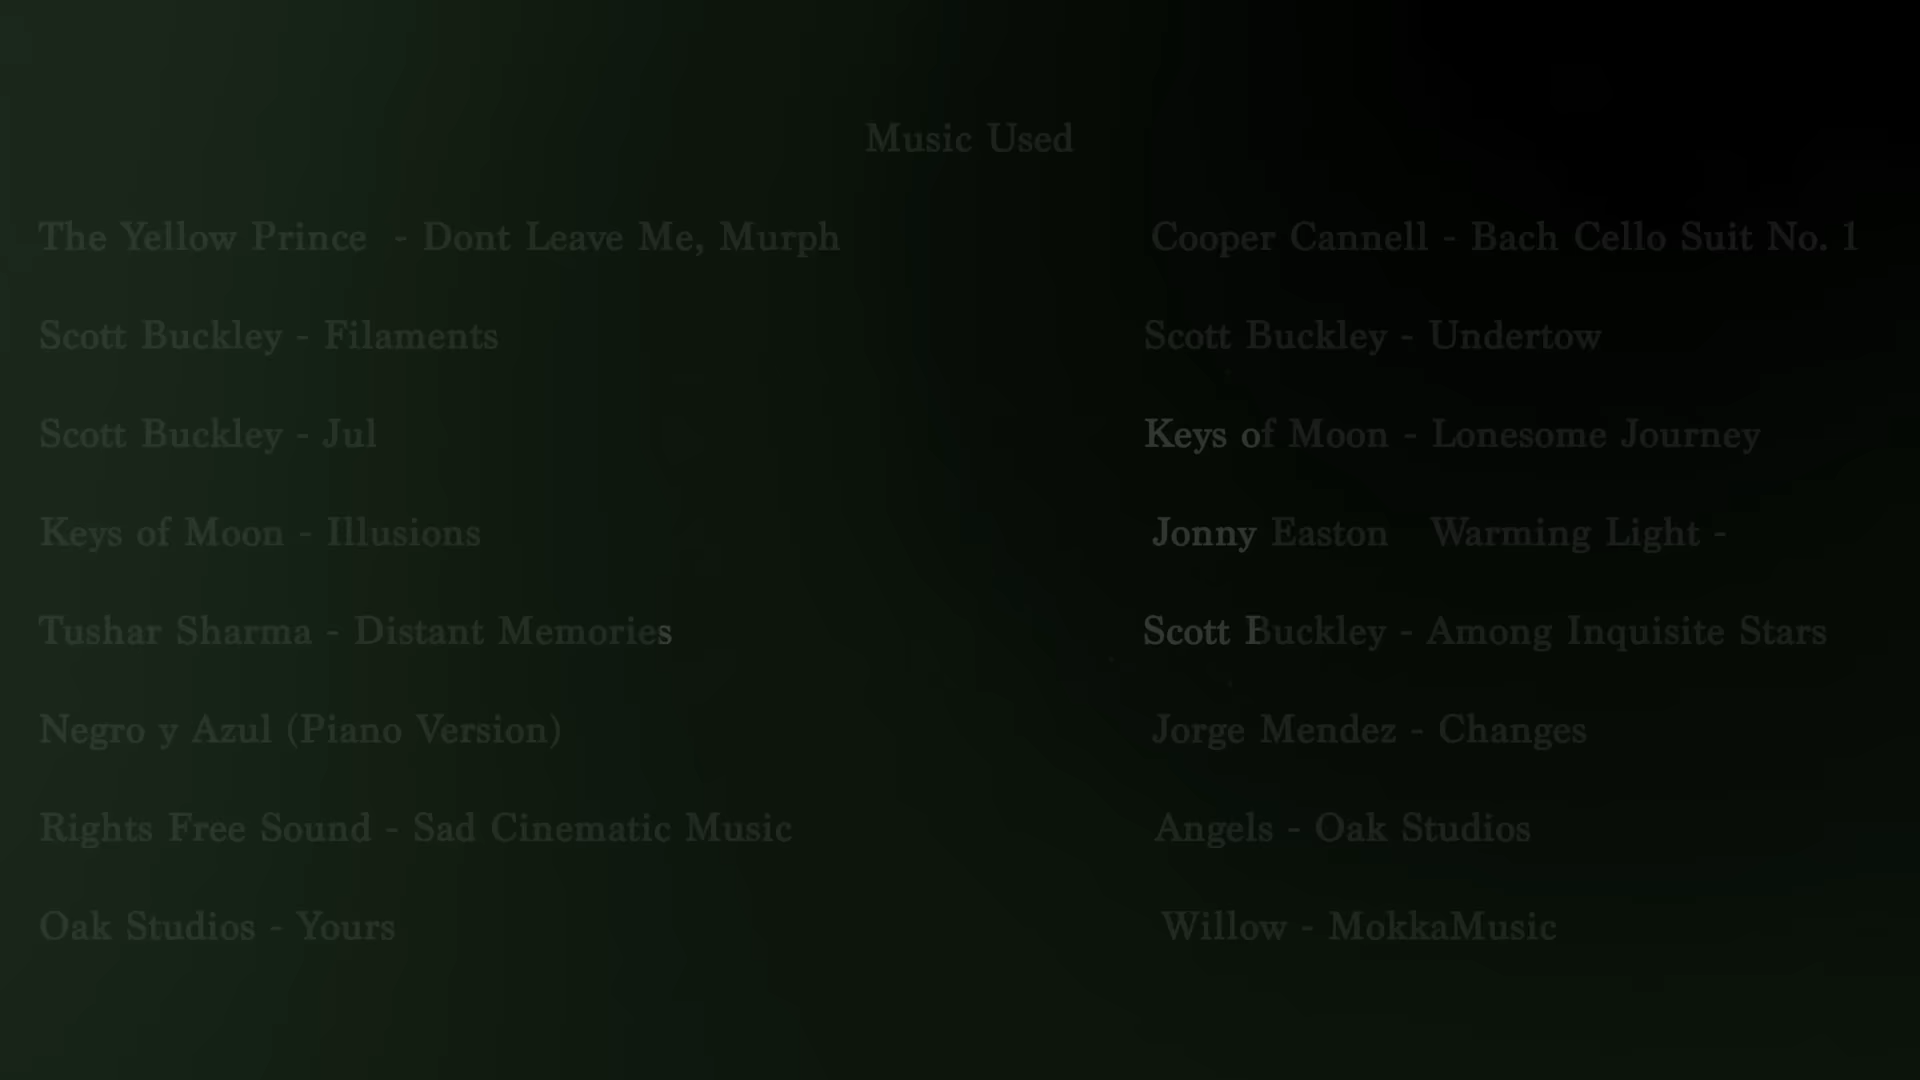 Music Used
The Yellow Prince - Dont Leave Me, Murph
Scott Buckley - Filaments
Scott Buckley - Jul
Keys of Moon - Illusions
Tushar Sharma - Distant Memories
Negro y Azul (Piano Version)
Rights Free Sound - Sad Cinematic Music
Oak Studios - Yours
Cooper Cannell - Bach Cello Suit No. 1
Scott Buckley - Undertow
Keys of Moon - Lonesome Journey
Jonny Easton Warming Light -
Scott Buckley - Among Inquisite Stars
Jorge Mendez - Changes
Angels - Oak Studios
Willow - MokkaMusic